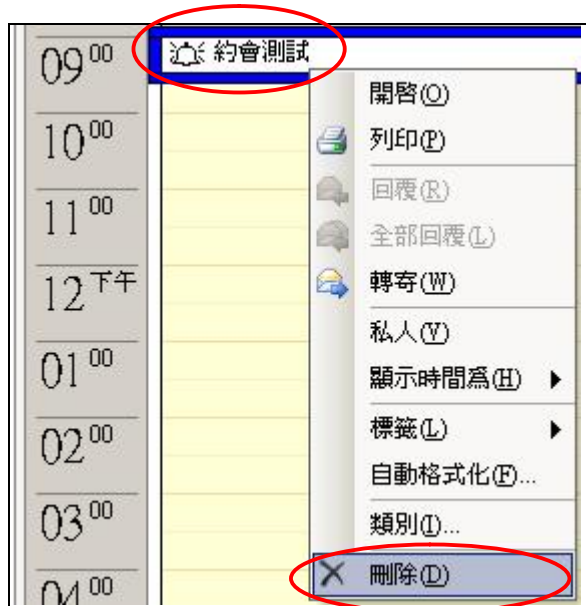 09 00
約會測試
10 00
11 00
12 下午
01 00
02 00
03 00
04 00
開啓(O)
列印(P)
回覆(R)
全部回覆(L)
轉寄(W)
私人(V)
顯示時間為(H)
標籤(L)
自動格式化(F)...
類別(I)...
刪除(D)